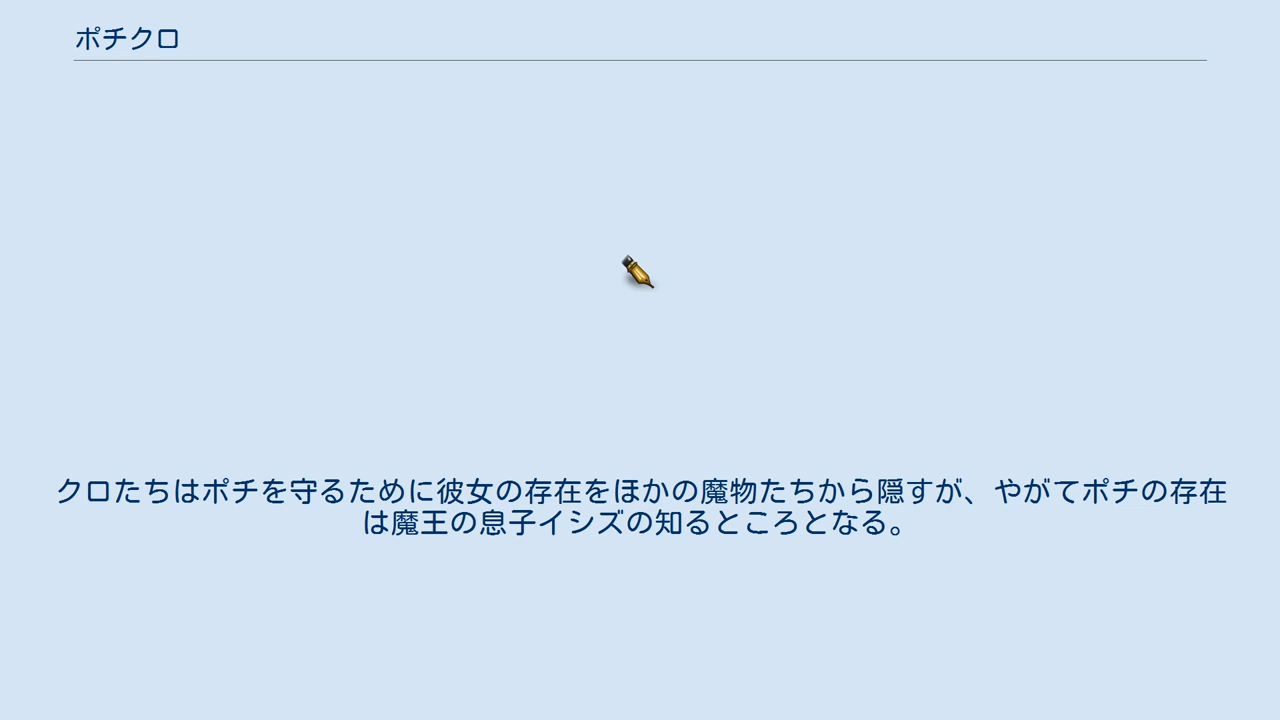 ポチクロ
クロたちはポチを守るために彼女の存在をほかの魔物たちから隠すが、やがてポチの存在
は魔王の息子イシズの知るところとなる。